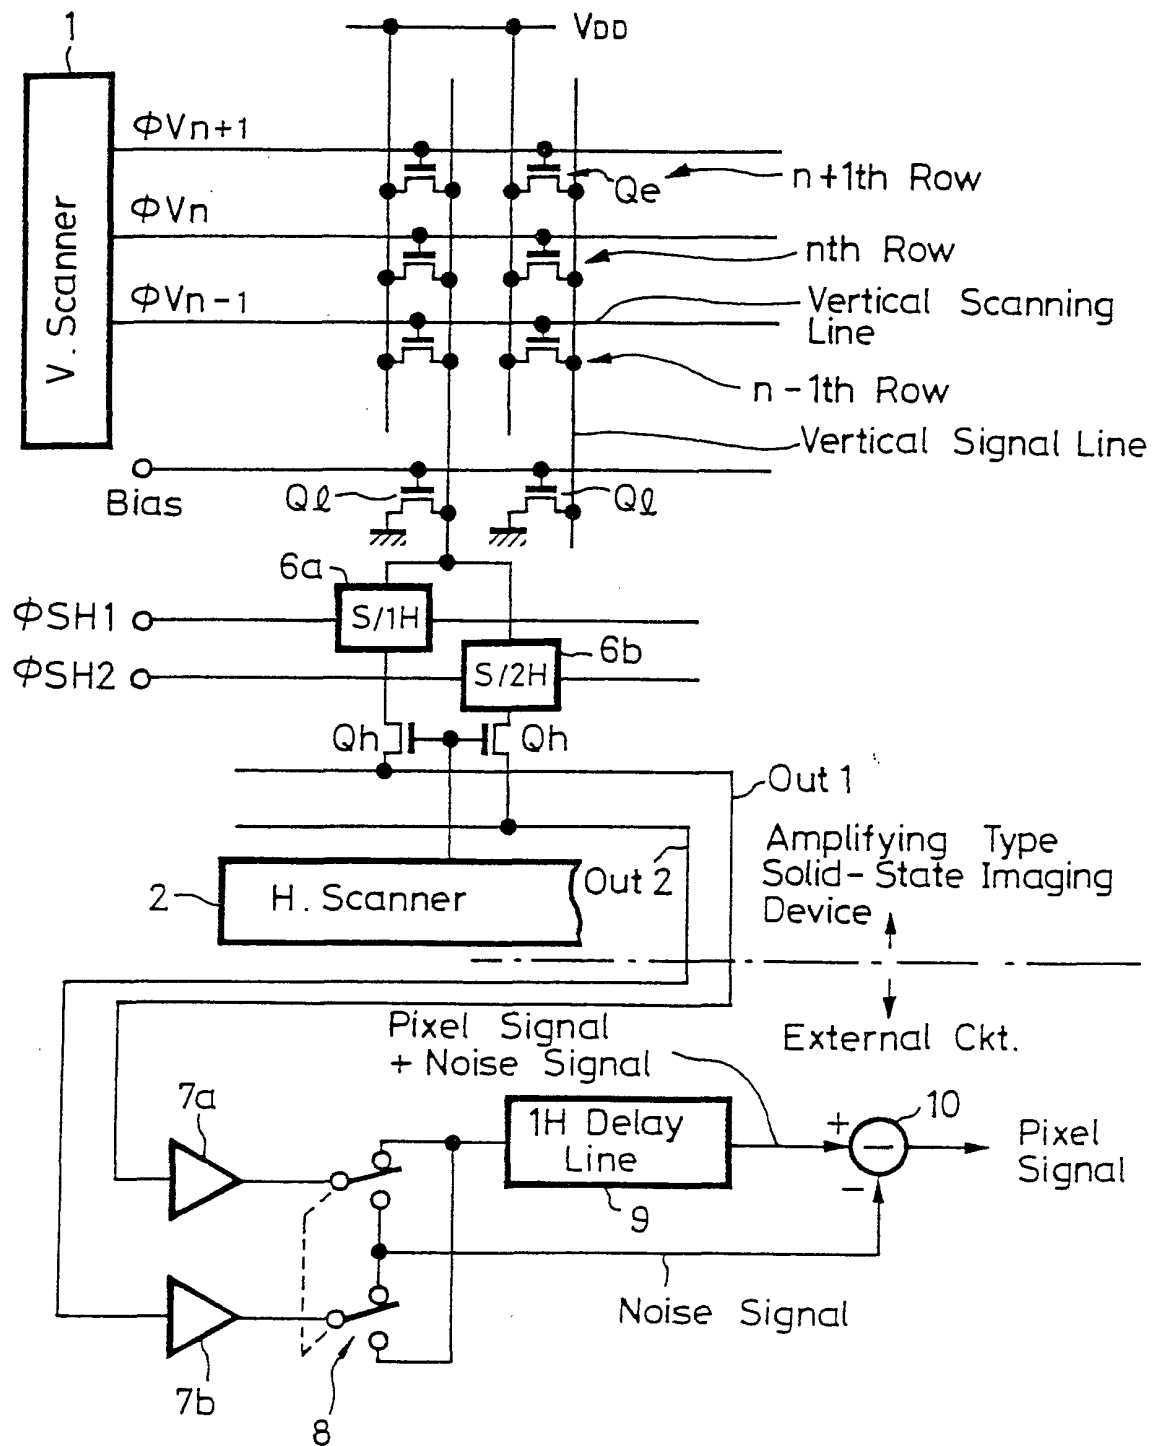 1
VDD
V. Scanner
ΦVn+1
Qe
n+1th Row
ΦVn
nth Row
ΦVn-1
Vertical Scanning
Line
n-1th Row
Vertical Signal Line
Bias
Qℓ
Qℓ
6a
ΦSH1
S/1H
6b
ΦSH2
S/2H
Qh
Qh
Out 1
Out 2
2
H. Scanner
Amplifying Type
Solid-State Imaging
Device
External Ckt.
Pixel Signal
+ Noise Signal
7a
1H Delay
Line
9
+
-
10
-
Pixel
Signal
Noise Signal
7b
8